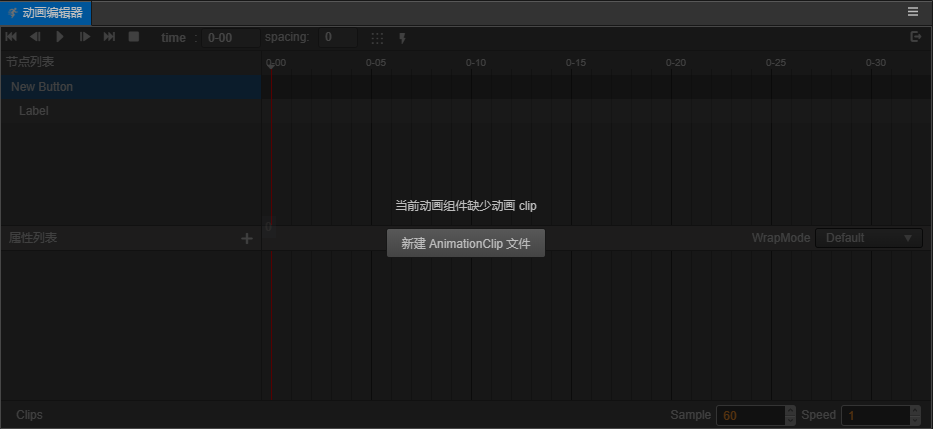 动画编辑器
time : 0-00 spacing: 0
节点列表 0-00 0-05 0-10 0-15 0-20 0-25 0-30
New Button
Label
当前动画组件缺少动画 clip
0
属性列表 新建 AnimationClip 文件 WrapMode Default
Clips Sample 60 Speed 1